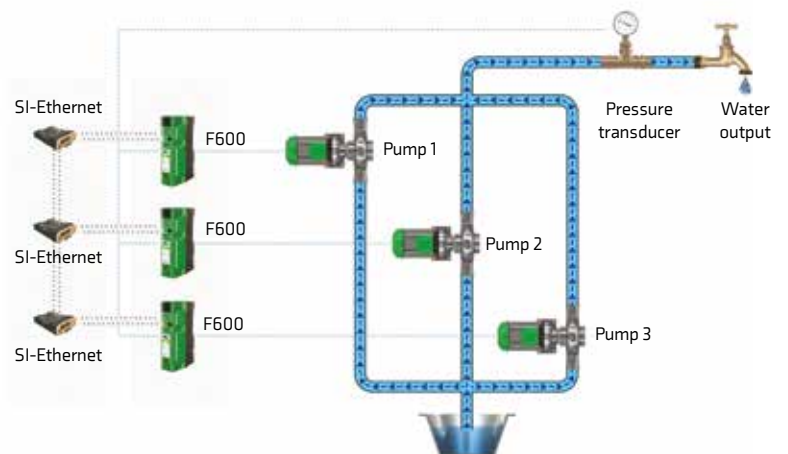 SI-Ethernet
F600
Pump 1
Pressure
transducer
Water
output
SI-Ethernet
F600
Pump 2
SI-Ethernet
F600
Pump 3